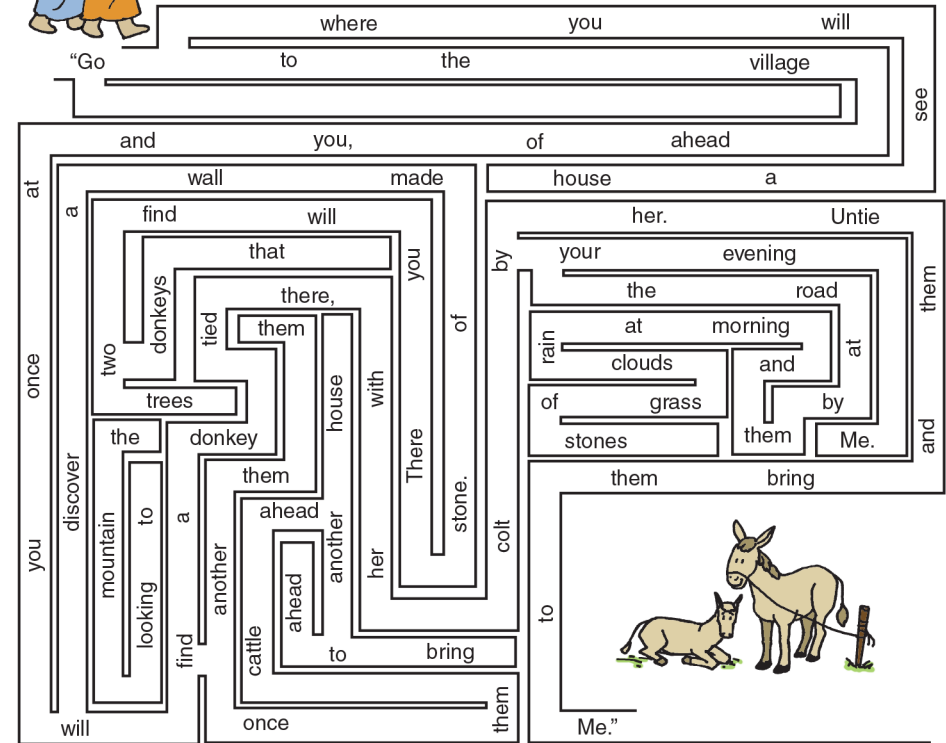 where you will
"Go to the village
see
and you, of ahead
at
wall made
house a
a
find will
her. Untie
that
you
by
your evening
them
donkeys
there,
the road
tied
them
of
at morning
rain
at
two
clouds
and
once
trees
house
with
of grass
by
the
donkey
There
stones
them
Me.
and
discover
them
stone.
them bring
mountain
to
a
ahead
another
colt
you
another
her
looking
ahead
to
find
cattle
to bring
them
will
once
Me."